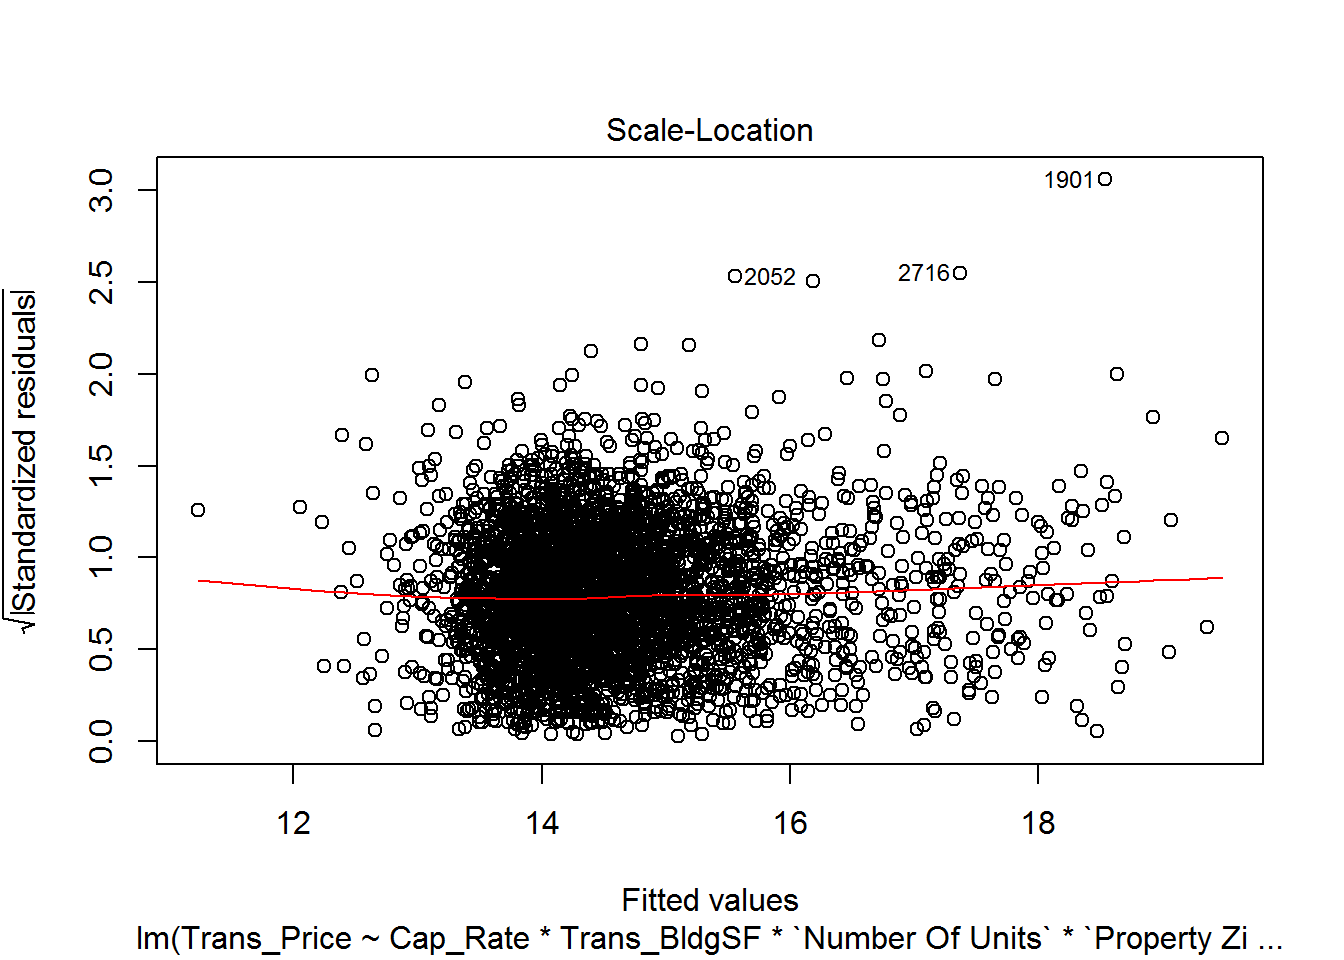 Scale-Location
√|Standardized residuals|
3.0
2.5
2.0
1.5
1.0
0.5
0.0
1901
2052
2716
12 14 16 18
Fitted values
lm(Trans_Price ~ Cap_Rate * Trans_BldgSF * `Number Of Units` * `Property Zi ...